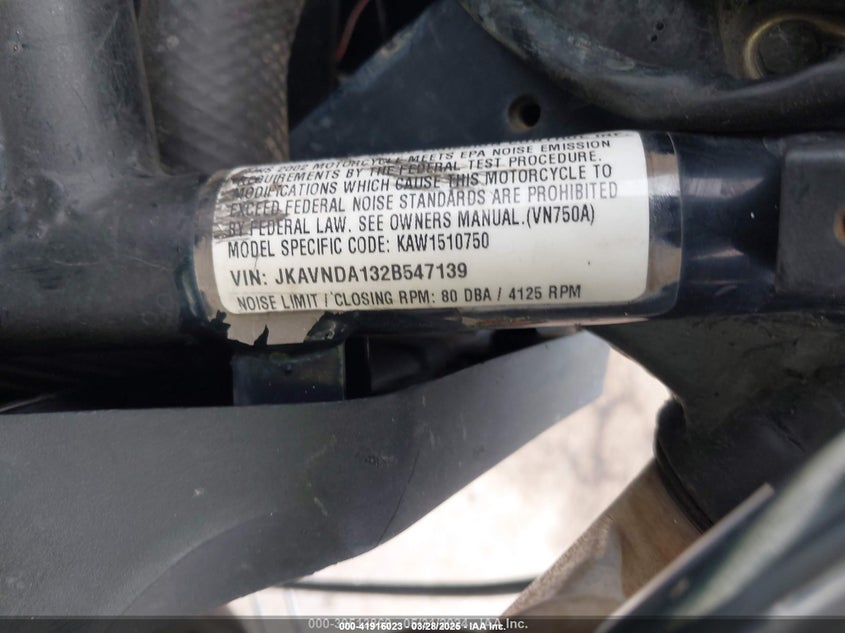 THIS 2002 MOTORCYCLE MEETS EPA NOISE EMISSION
REQUIREMENTS BY THE FEDERAL TEST PROCEDURE.
MODIFICATIONS WHICH CAUSE THIS MOTORCYCLE TO
EXCEED FEDERAL NOISE STANDARDS ARE PROHIBITED
BY FEDERAL LAW. SEE OWNERS MANUAL.(VN750A)
MODEL SPECIFIC CODE: KAW1510750
VIN: JKAVNDA132B547139
NOISE LIMIT / CLOSING RPM: 80 DBA / 4125 RPM
000-41916023 03/28/2025 - IAA Inc.